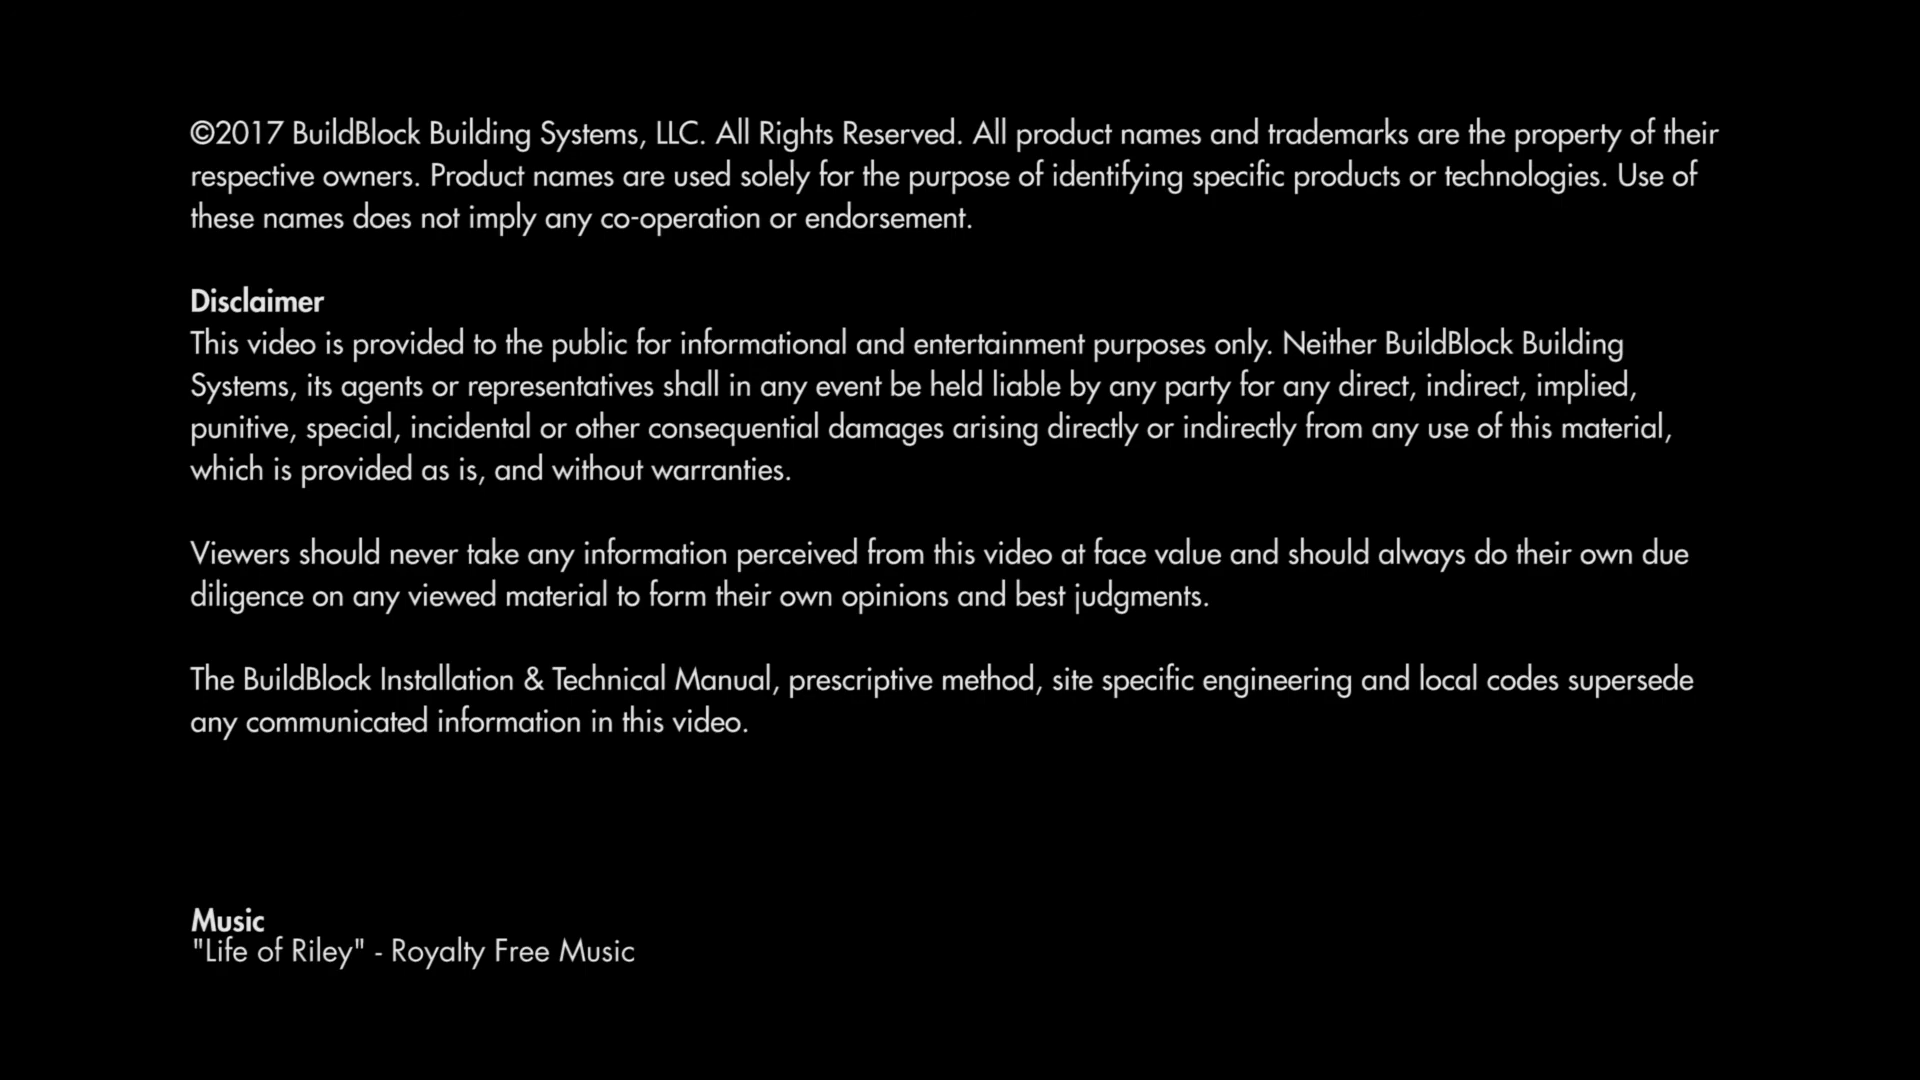 ©2017 BuildBlock Building Systems, LLC. All Rights Reserved. All product names and trademarks are the property of their
respective owners. Product names are used solely for the purpose of identifying specific products or technologies. Use of
these names does not imply any co-operation or endorsement.
Disclaimer
This video is provided to the public for informational and entertainment purposes only. Neither BuildBlock Building
Systems, its agents or representatives shall in any event be held liable by any party for any direct, indirect, implied,
punitive, special, incidental or other consequential damages arising directly or indirectly from any use of this material,
which is provided as is, and without warranties.
Viewers should never take any information perceived from this video at face value and should always do their own due
diligence on any viewed material to form their own opinions and best judgments.
The BuildBlock Installation & Technical Manual, prescriptive method, site specific engineering and local codes supersede
any communicated information in this video.
Music
"Life of Riley" - Royalty Free Music